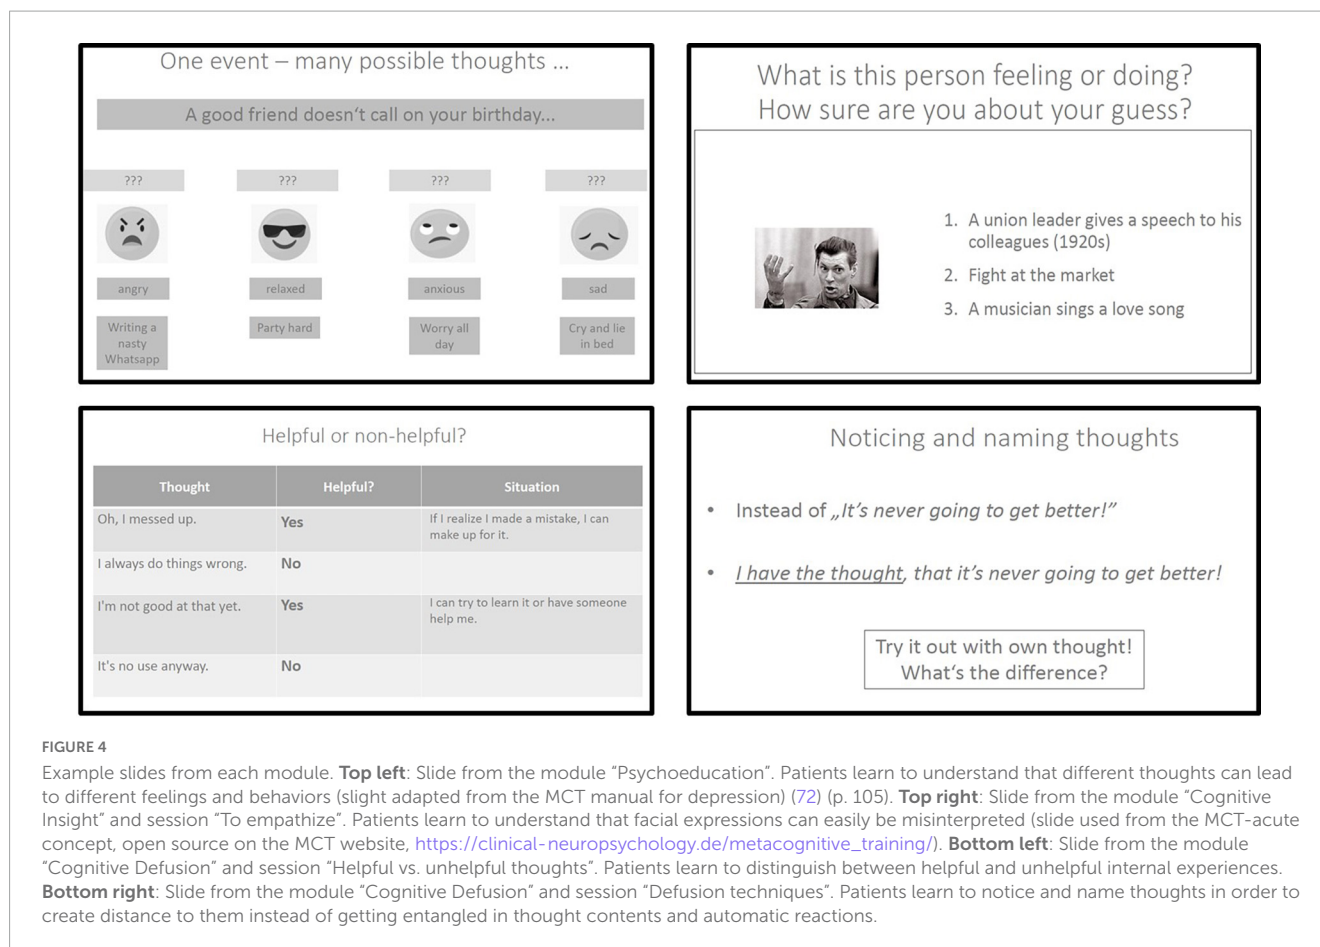 One event – many possible thoughts ...
A good friend doesn‘t call on your birthday...
???
???
???
???
angry
relaxed
anxious
sad
Writing a
nasty
Whatsapp
Party hard
Worry all
day
Cry and lie
in bed
What is this person feeling or doing?
How sure are you about your guess?
1. A union leader gives a speech to his
colleagues (1920s)
2. Fight at the market
3. A musician sings a love song
Helpful or non-helpful?
Thought Helpful? Situation
Oh, I messed up. Yes If I realize I made a mistake, I can
make up for it.
I always do things wrong. No
I'm not good at that yet. Yes I can try to learn it or have someone
help me.
It's no use anyway. No
Noticing and naming thoughts
• Instead of „It’s never going to get better!”
• I have the thought, that it’s never going to get better!
Try it out with own thought!
What‘s the difference?
FIGURE 4
Example slides from each module. Top left: Slide from the module “Psychoeducation”. Patients learn to understand that different thoughts can lead
to different feelings and behaviors (slight adapted from the MCT manual for depression) (72) (p. 105). Top right: Slide from the module “Cognitive
Insight” and session “To empathize”. Patients learn to understand that facial expressions can easily be misinterpreted (slide used from the MCT-acute
concept, open source on the MCT website, https://clinical-neuropsychology.de/metacognitive_training/). Bottom left: Slide from the module
“Cognitive Defusion” and session “Helpful vs. unhelpful thoughts”. Patients learn to distinguish between helpful and unhelpful internal experiences.
Bottom right: Slide from the module “Cognitive Defusion” and session “Defusion techniques”. Patients learn to notice and name thoughts in order to
create distance to them instead of getting entangled in thought contents and automatic reactions.